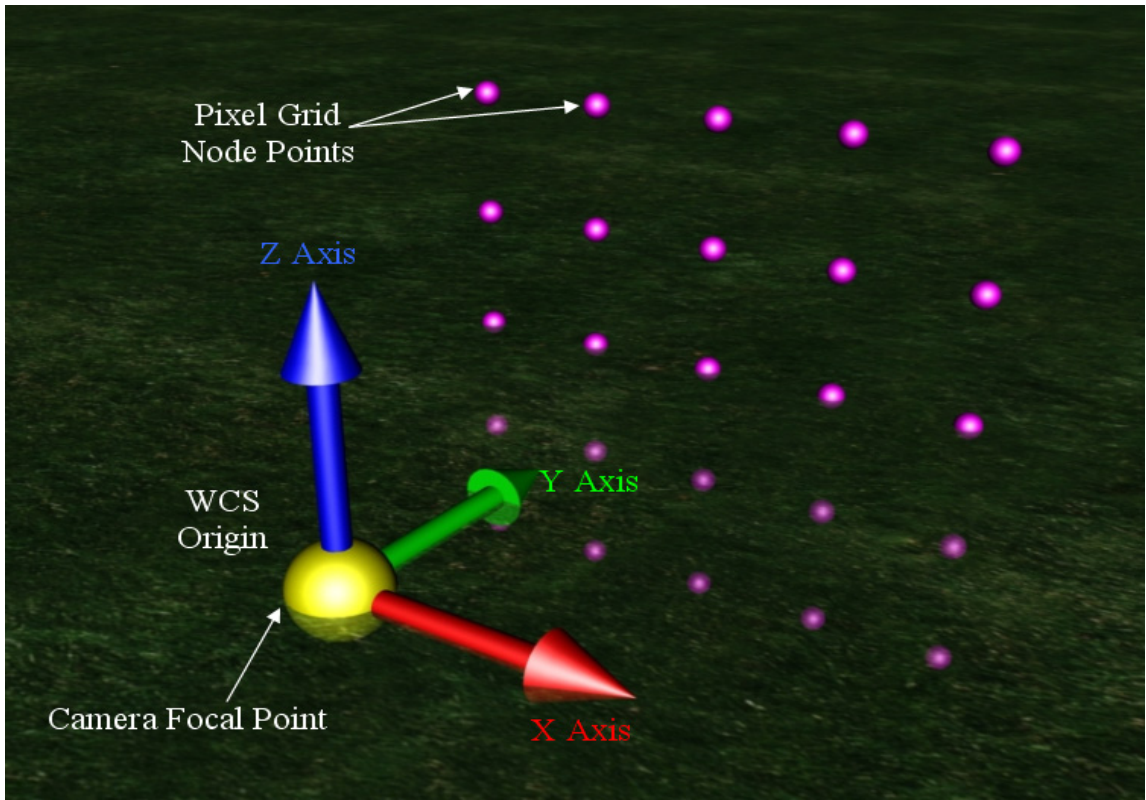 Pixel Grid
Node Points
Z Axis
Y Axis
WCS
Origin
Camera Focal Point
X Axis